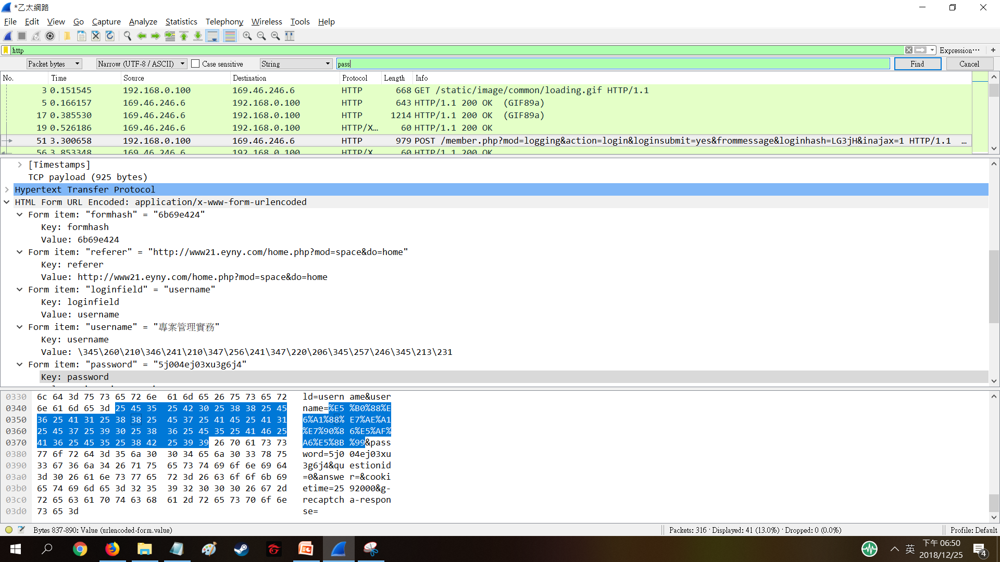 *乙太網路
File Edit View Go Capture Analyze Statistics Telephony Wireless Tools Help
http Expression… +
Packet bytes Narrow (UTF-8 / ASCII) Case sensitive String pass Find Cancel
No. Time Source Destination Protocol Length Info
3 0.151545 192.168.0.100 169.46.246.6 HTTP 668 GET /static/image/common/loading.gif HTTP/1.1
5 0.166157 169.46.246.6 192.168.0.100 HTTP 643 HTTP/1.1 200 OK (GIF89a)
17 0.385530 169.46.246.6 192.168.0.100 HTTP 1214 HTTP/1.1 200 OK (GIF89a)
19 0.526186 169.46.246.6 192.168.0.100 HTTP/X… 60 HTTP/1.1 200 OK
51 3.300658 192.168.0.100 169.46.246.6 HTTP 979 POST /member.php?mod=logging&action=login&loginsubmit=yes&frommessage&loginhash=LG3jH&inajax=1 HTTP/1.1 …
56 3.853348 169.46.246.6 192.168.0.100 HTTP/X 60 HTTP/1.1 200 OK
[Timestamps]
TCP payload (925 bytes)
Hypertext Transfer Protocol
HTML Form URL Encoded: application/x-www-form-urlencoded
Form item: "formhash" = "6b69e424"
Key: formhash
Value: 6b69e424
Form item: "referer" = "http://www21.eyny.com/home.php?mod=space&do=home"
Key: referer
Value: http://www21.eyny.com/home.php?mod=space&do=home
Form item: "loginfield" = "username"
Key: loginfield
Value: username
Form item: "username" = "專案管理實務"
Key: username
Value: \345\260\210\346\241\210\347\256\241\347\220\206\345\257\246\345\213\231
Form item: "password" = "5j004ej03xu3g6j4"
Key: password
0330 6c 64 3d 75 73 65 72 6e 61 6d 65 26 75 73 65 72 ld=usern ame&user
0340 6e 61 6d 65 3d 25 45 35 25 42 30 25 38 38 25 45 name=%E5 %B0%88%E
0350 36 25 41 31 25 38 38 25 45 37 25 41 45 25 41 31 6%A1%88% E7%AE%A1
0360 25 45 37 25 39 30 25 38 36 25 45 35 25 41 46 25 %E7%90%8 6%E5%AF%
0370 41 36 25 45 35 25 38 42 25 39 39 26 70 61 73 73 A6%E5%8B %99&pass
0380 77 6f 72 64 3d 35 6a 30 30 34 65 6a 30 33 78 75 word=5j0 04ej03xu
0390 33 67 36 6a 34 26 71 75 65 73 74 69 6f 6e 69 64 3g6j4&qu estionid
03a0 3d 30 26 61 6e 73 77 65 72 3d 26 63 6f 6f 6b 69 =0&answe r=&cooki
03b0 65 74 69 6d 65 3d 32 35 39 32 30 30 30 26 67 2d etime=25 92000&g-
03c0 72 65 63 61 70 74 63 68 61 2d 72 65 73 70 6f 6e recaptch a-respon
03d0 73 65 3d se=
Bytes 837-890: Value (urlencoded-form.value) Packets: 316 · Displayed: 41 (13.0%) · Dropped: 0 (0.0%) Profile: Default
英 下午 06:50
2018/12/25 4